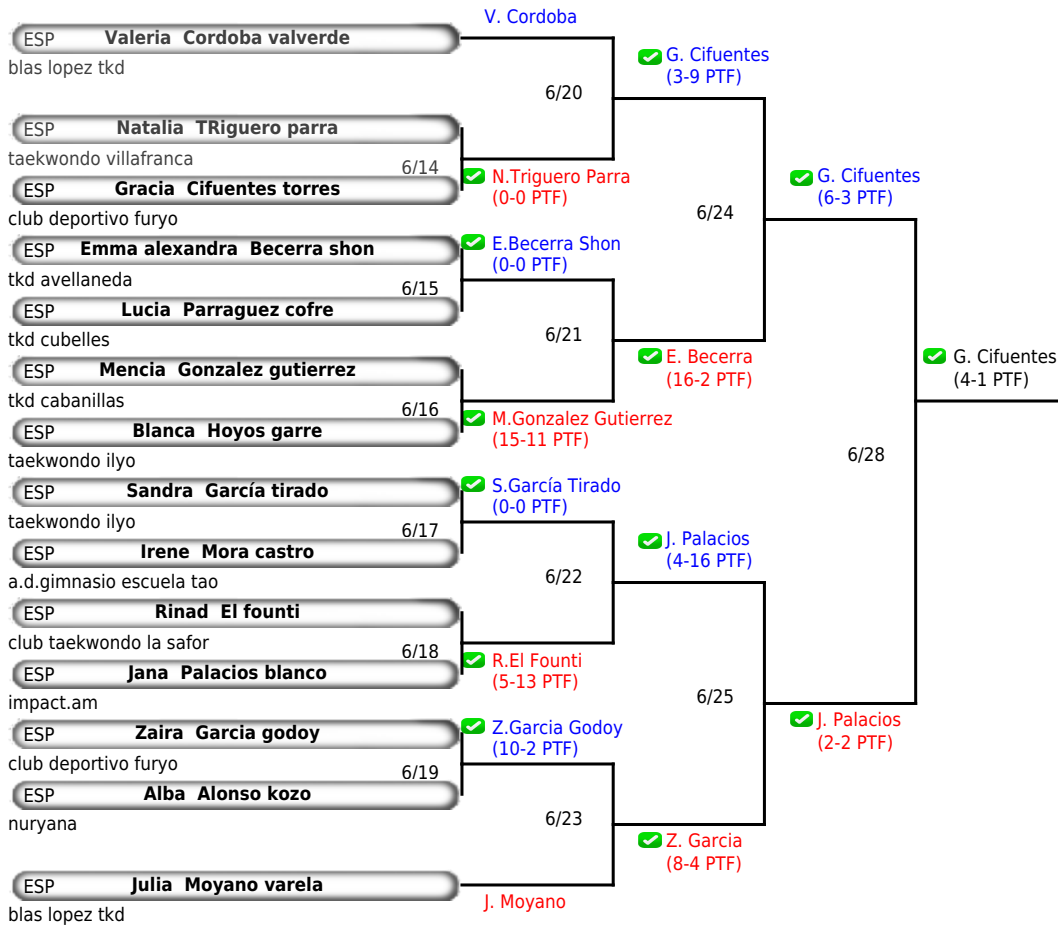 V. Cordoba
ESP Valeria Cordoba valverde
blas lopez tkd
G. Cifuentes
(3-9 PTF)
6/20
ESP Natalia TRiguero parra
taekwondo villafranca
6/14
N.Triguero Parra
(0-0 PTF)
ESP Gracia Cifuentes torres
club deportivo furyo
G. Cifuentes
(6-3 PTF)
6/24
ESP Emma alexandra Becerra shon
E.Becerra Shon
(0-0 PTF)
tkd avellaneda
6/15
ESP Lucia Parraguez cofre
tkd cubelles
6/21
E. Becerra
(16-2 PTF)
G. Cifuentes
(4-1 PTF)
ESP Mencia Gonzalez gutierrez
tkd cabanillas
6/16
M.Gonzalez Gutierrez
(15-11 PTF)
ESP Blanca Hoyos garre
taekwondo ilyo
6/28
ESP Sandra García tirado
S.García Tirado
(0-0 PTF)
taekwondo ilyo
6/17
ESP Irene Mora castro
a.d.gimnasio escuela tao
J. Palacios
(4-16 PTF)
6/22
ESP Rinad El founti
club taekwondo la safor
6/18
R.El Founti
(5-13 PTF)
ESP Jana Palacios blanco
impact.am
6/25
J. Palacios
(2-2 PTF)
ESP Zaira Garcia godoy
Z.Garcia Godoy
(10-2 PTF)
club deportivo furyo
6/19
ESP Alba Alonso kozo
nuryana
6/23
Z. Garcia
(8-4 PTF)
ESP Julia Moyano varela
J. Moyano
blas lopez tkd